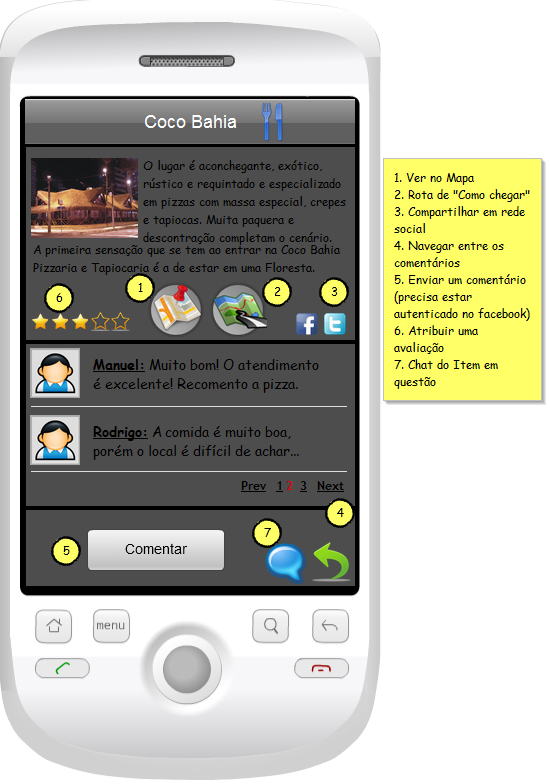 Coco Bahia
O lugar é aconchegante, exótico,
rústico e requintado e especializado
em pizzas com massa especial, crepes
e tapiocas. Muita paquera e
descontração completam o cenário.
A primeira sensação que se tem ao entrar na Coco Bahia
Pizzaria e Tapiocaria é a de estar em uma Floresta.
6
1
2
3
Manuel: Muito bom! O atendimento
é excelente! Recomento a pizza.
Rodrigo: A comida é muito boa,
porém o local é difícil de achar...
Prev 1 2 3 Next
4
5
Comentar
7
menu
1. Ver no Mapa
2. Rota de "Como chegar"
3. Compartilhar em rede
social
4. Navegar entre os
comentários
5. Enviar um comentário
(precisa estar
autenticado no facebook)
6. Atribuir uma
avaliação
7. Chat do Item em
questão